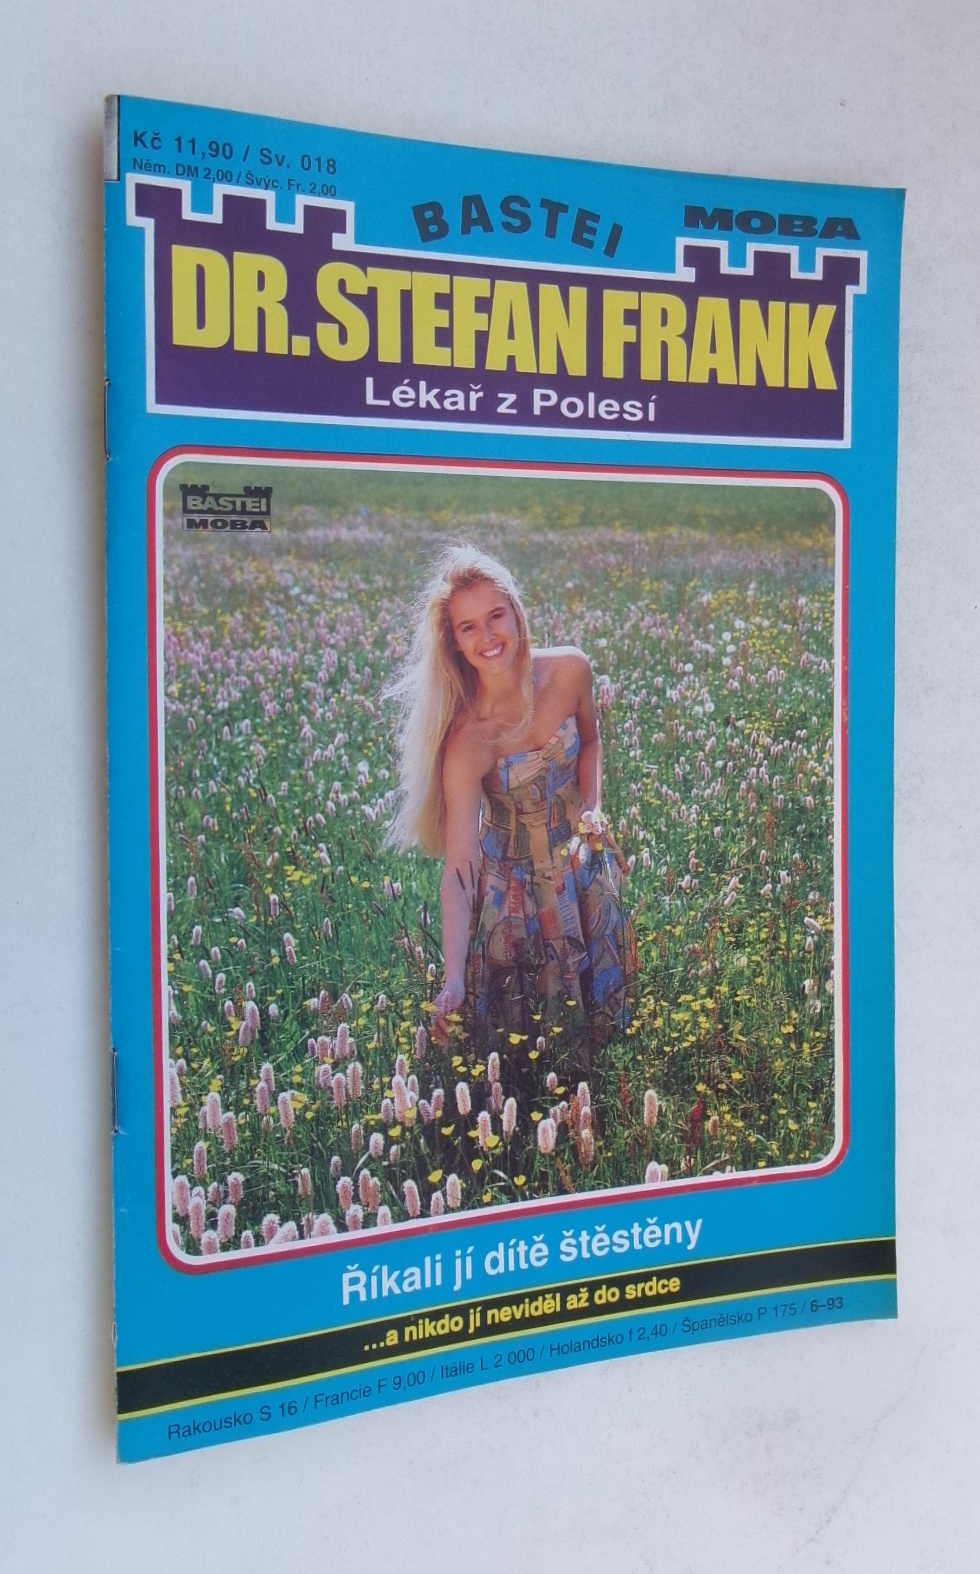 Kč 11,90 / Sv. 018
Něm. DM 2,00 / Švýc. Fr. 2,00
BASTEI
MOBA
DR. STEFAN FRANK
Lékař z Polesí
BASTEI
MOBA
Říkali jí dítě štěstěny
...a nikdo jí neviděl až do srdce
Rakousko S 16 / Francie F 9,00 / Itálie L 2 000 / Holandsko f 2,40 / Španělsko P 175 / 6–93